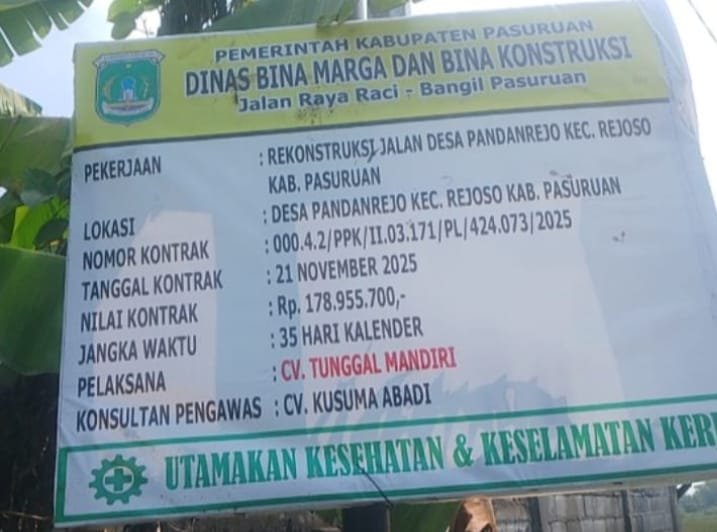 PEMERINTAH KABUPATEN PASURUAN
DINAS BINA MARGA DAN BINA KONSTRUKSI
Jalan Raya Raci - Bangil Pasuruan
PEKERJAAN : REKONSTRUKSI JALAN DESA PANDANREJO KEC. REJOSO
KAB. PASURUAN
LOKASI : DESA PANDANREJO KEC. REJOSO KAB. PASURUAN
NOMOR KONTRAK : 000.4.2/PPK/II.03.171/PL/424.073/2025
TANGGAL KONTRAK : 21 NOVEMBER 2025
NILAI KONTRAK : Rp. 178.955.700,-
JANGKA WAKTU : 35 HARI KALENDER
PELAKSANA : CV. TUNGGAL MANDIRI
KONSULTAN PENGAWAS : CV. KUSUMA ABADI
UTAMAKAN KESEHATAN & KESELAMATAN